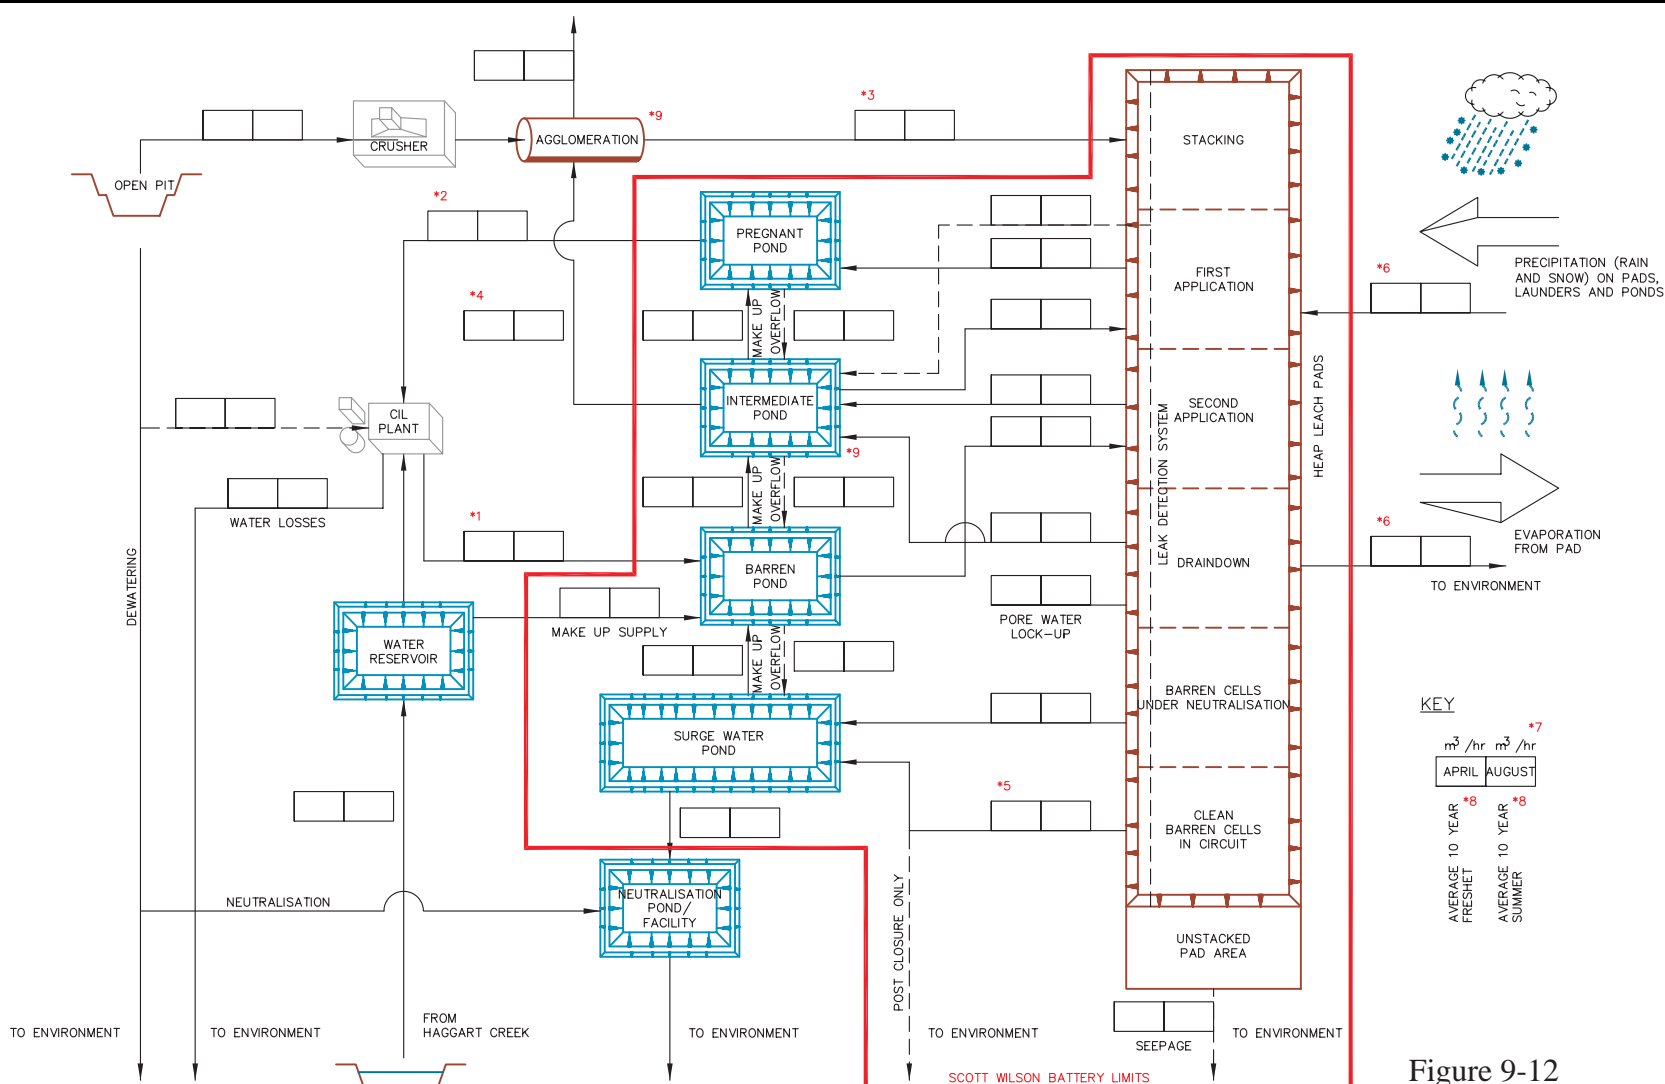 *9
*3
CRUSHER
AGGLOMERATION
STACKING
OPEN PIT
*2
PREGNANT
POND
FIRST
APPLICATION
PRECIPITATION (RAIN
AND SNOW) ON PADS,
LAUNDERS AND PONDS
*6
*4
MAKE UP
OVERFLOW
HEAP LEACH PADS
CIL
PLANT
INTERMEDIATE
POND
SECOND
APPLICATION
LEAK DETECTION SYSTEM
*9
MAKE UP
OVERFLOW
WATER LOSSES
*1
*6
EVAPORATION
FROM PAD
DEWATERING
BARREN
POND
DRAINDOWN
TO ENVIRONMENT
MAKE UP SUPPLY
PORE WATER
LOCK-UP
WATER
RESERVOIR
MAKE UP
OVERFLOW
BARREN CELLS
UNDER NEUTRALISATION
KEY
*7
m3 /hr m3 /hr
APRIL AUGUST
*8 *8
AVERAGE 10 YEAR
FRESHET
AVERAGE 10 YEAR
SUMMER
SURGE WATER
POND
*5
CLEAN
BARREN CELLS
IN CIRCUIT
NEUTRALISATION
NEUTRALISATION
POND/
FACILITY
POST CLOSURE ONLY
UNSTACKED
PAD AREA
TO ENVIRONMENT
TO ENVIRONMENT
FROM
HAGGART CREEK
TO ENVIRONMENT
TO ENVIRONMENT
SEEPAGE
TO ENVIRONMENT
SCOTT WILSON BATTERY LIMITS
Figure 9-12